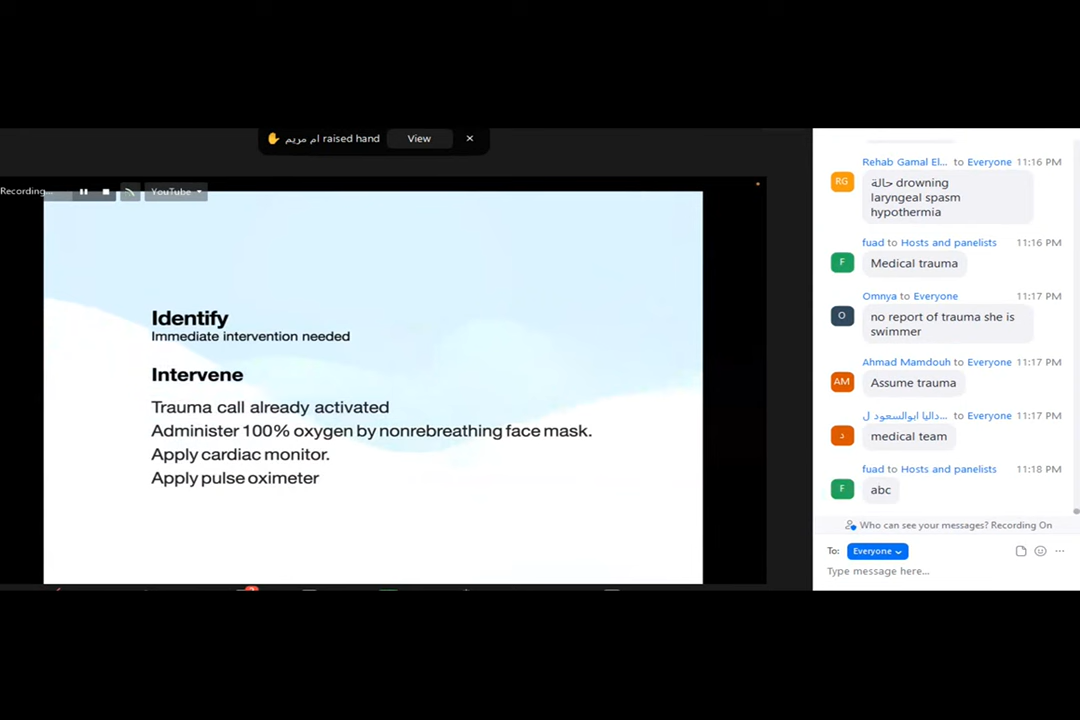 ام مريم raised hand
View
Recording...
YouTube
Identify
Immediate intervention needed
Intervene
Trauma call already activated
Administer 100% oxygen by nonrebreathing face mask.
Apply cardiac monitor.
Apply pulse oximeter
Rehab Gamal El... to Everyone 11:16 PM
RG
حالة drowning
laryngeal spasm
hypothermia
fuad to Hosts and panelists 11:16 PM
F
Medical trauma
Omnya to Everyone 11:17 PM
O
no report of trauma she is
swimmer
Ahmad Mamdouh to Everyone 11:17 PM
AM
Assume trauma
داليا ابوالسعود ل... to Everyone 11:17 PM
د
medical team
fuad to Hosts and panelists 11:18 PM
F
abc
Who can see your messages? Recording On
To: Everyone
Type message here...